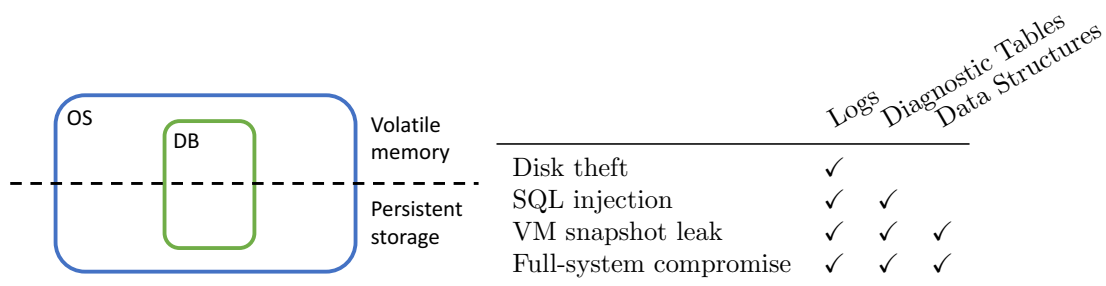 OS
DB
Volatile
memory
Persistent
storage
Logs
Diagnostic Tables
Data Structures
Disk theft ✓
SQL injection ✓ ✓
VM snapshot leak ✓ ✓ ✓
Full-system compromise ✓ ✓ ✓